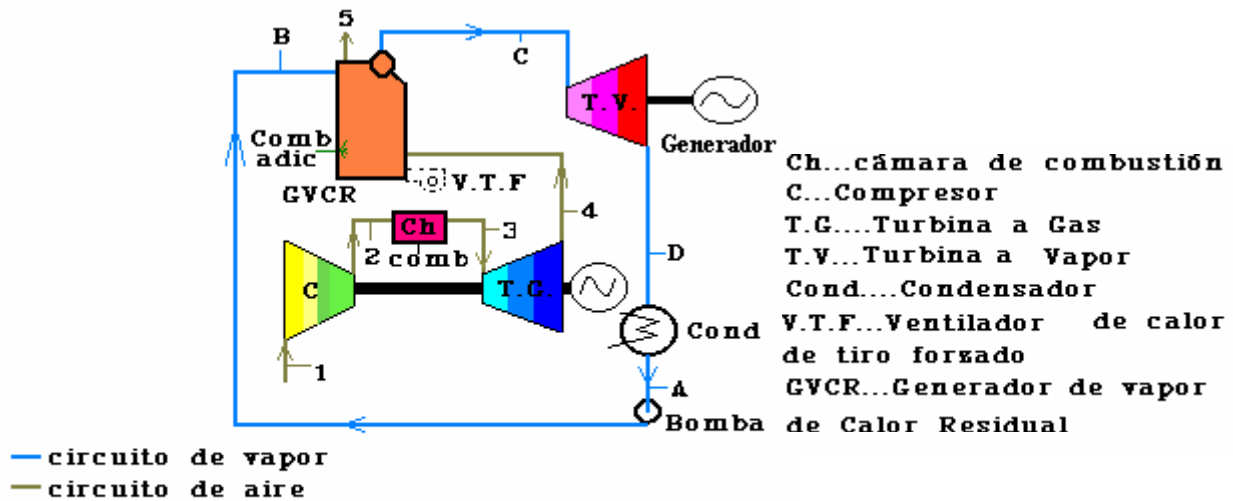 5
B
C
T.V.
Generador
Comb
adic
GVCR
V.T.F
4
Ch
3
2
comb
C
T.G.
1
D
Cond
A
Bomba
Ch...cámara de combustión
C...Compresor
T.G....Turbina a Gas
T.V...Turbina a Vapor
Cond....Condensador
V.T.F...Ventilador de calor
de tiro forzado
GVCR...Generador de vapor
de Calor Residual
circuito de vapor
circuito de aire